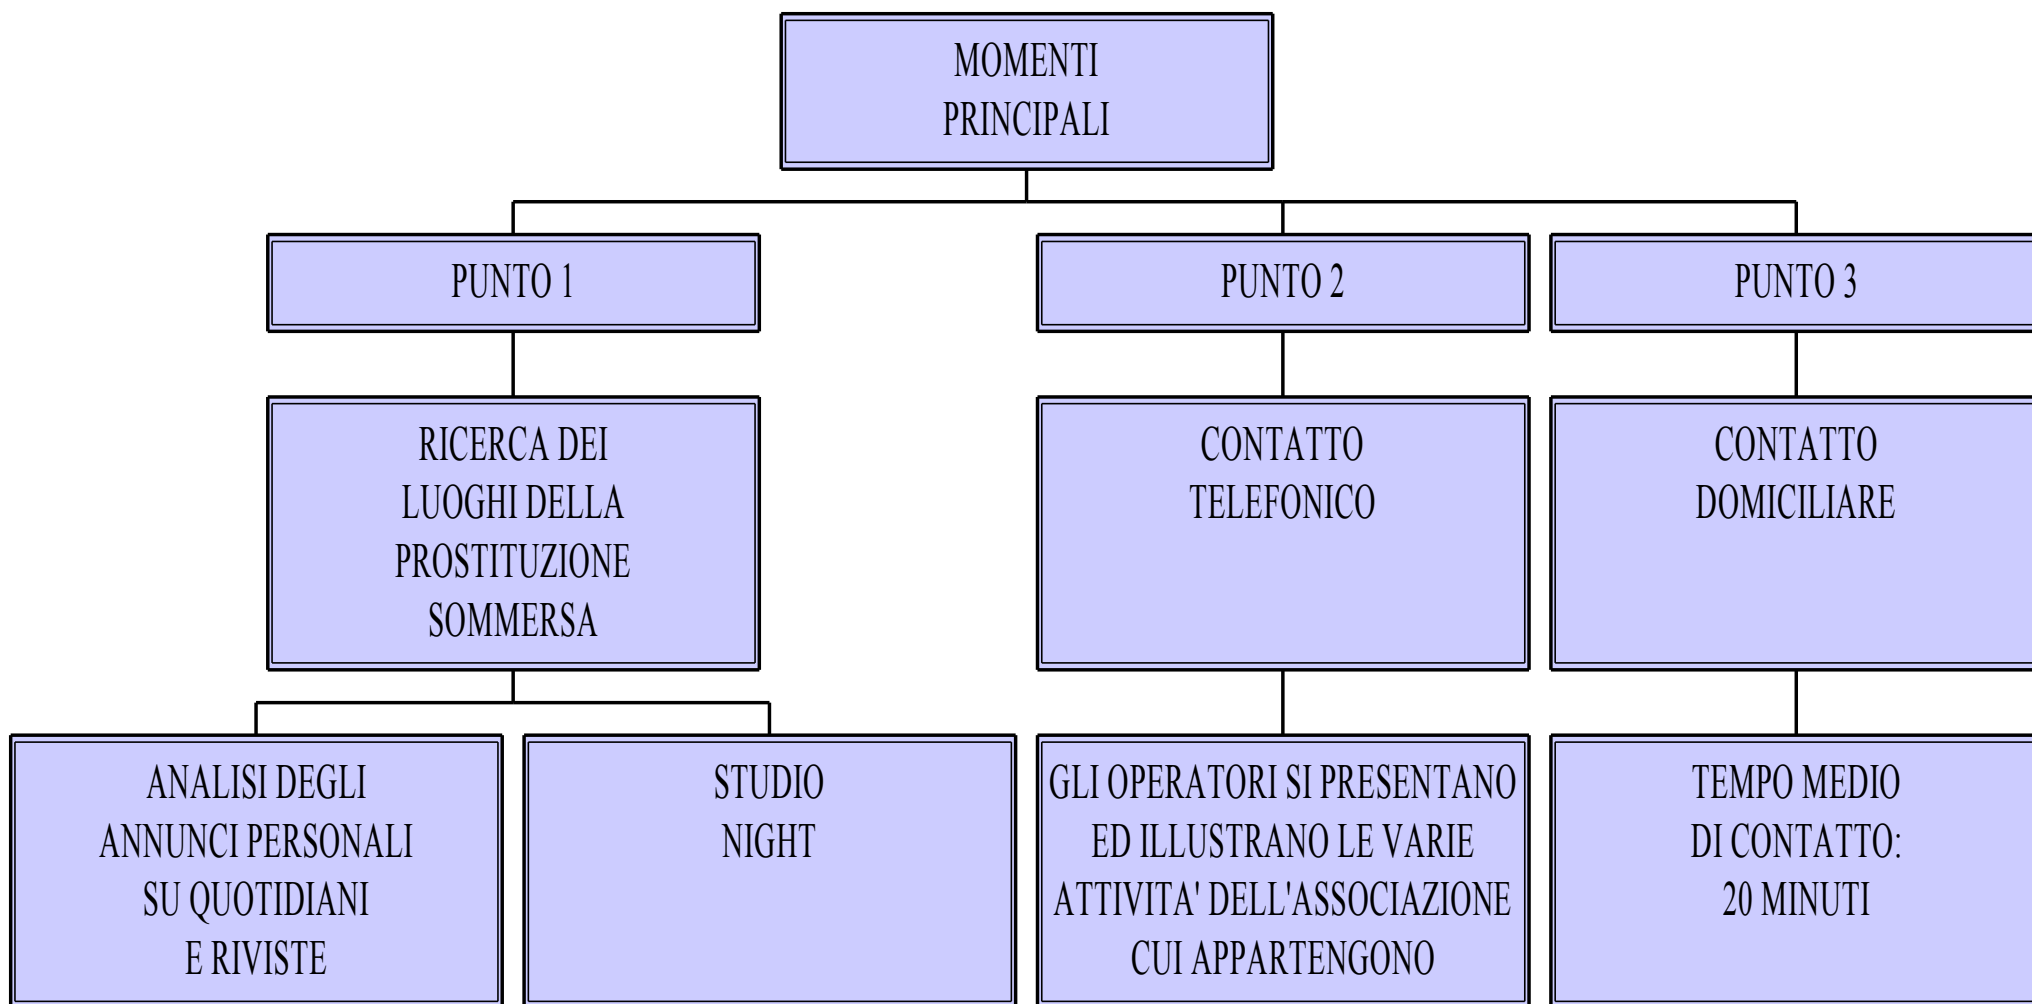 MOMENTI
PRINCIPALI
PUNTO 1
PUNTO 2
PUNTO 3
RICERCA DEI
LUOGHI DELLA
PROSTITUZIONE
SOMMERSA
CONTATTO
TELEFONICO
CONTATTO
DOMICILIARE
ANALISI DEGLI
ANNUNCI PERSONALI
SU QUOTIDIANI
E RIVISTE
STUDIO
NIGHT
GLI OPERATORI SI PRESENTANO
ED ILLUSTRANO LE VARIE
ATTIVITA' DELL'ASSOCIAZIONE
CUI APPARTENGONO
TEMPO MEDIO
DI CONTATTO:
20 MINUTI